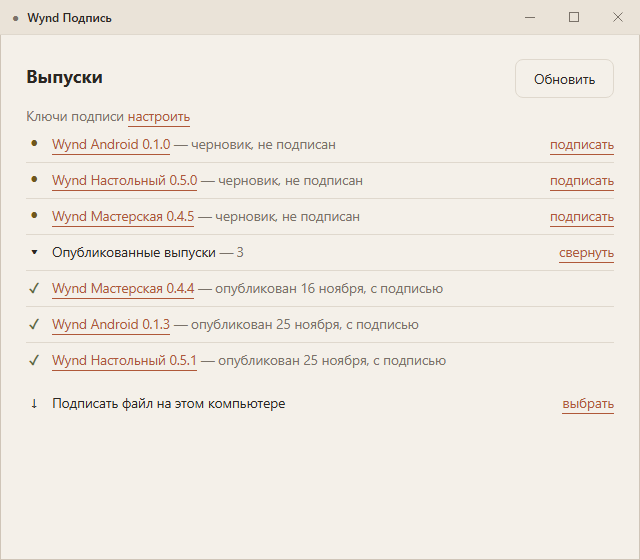 Wynd Подпись
Выпуски
Обновить
Ключи подписи настроить
Wynd Android 0.1.0 — черновик, не подписан подписать
Wynd Настольный 0.5.0 — черновик, не подписан подписать
Wynd Мастерская 0.4.5 — черновик, не подписан подписать
Опубликованные выпуски — 3 свернуть
Wynd Мастерская 0.4.4 — опубликован 16 ноября, с подписью
Wynd Android 0.1.3 — опубликован 25 ноября, с подписью
Wynd Настольный 0.5.1 — опубликован 25 ноября, с подписью
Подписать файл на этом компьютере выбрать